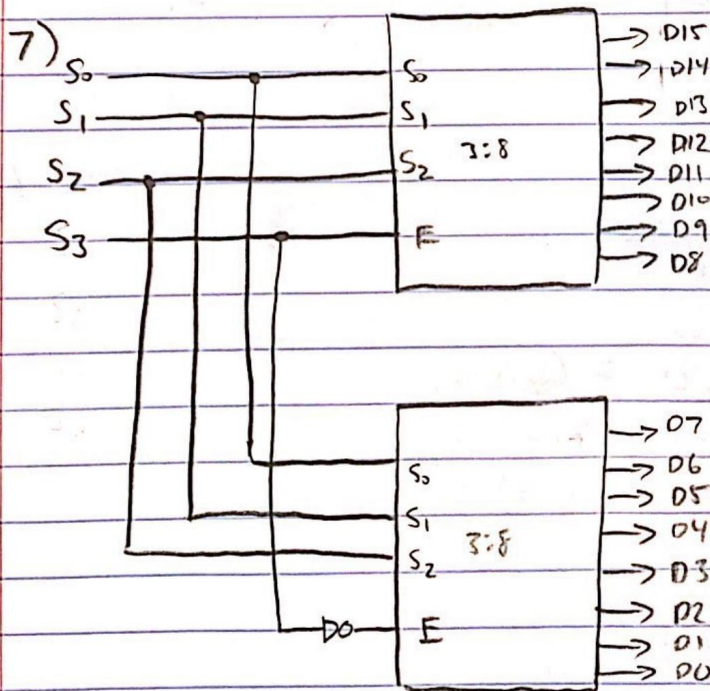 7)
S₀
S₁
S₂
S₃
S₀
S₁
S₂
E
3:8
D15
D14
D13
D12
D11
D10
D9
D8
S₀
S₁
S₂
E
3:8
D7
D6
D5
D4
D3
D2
D1
D0